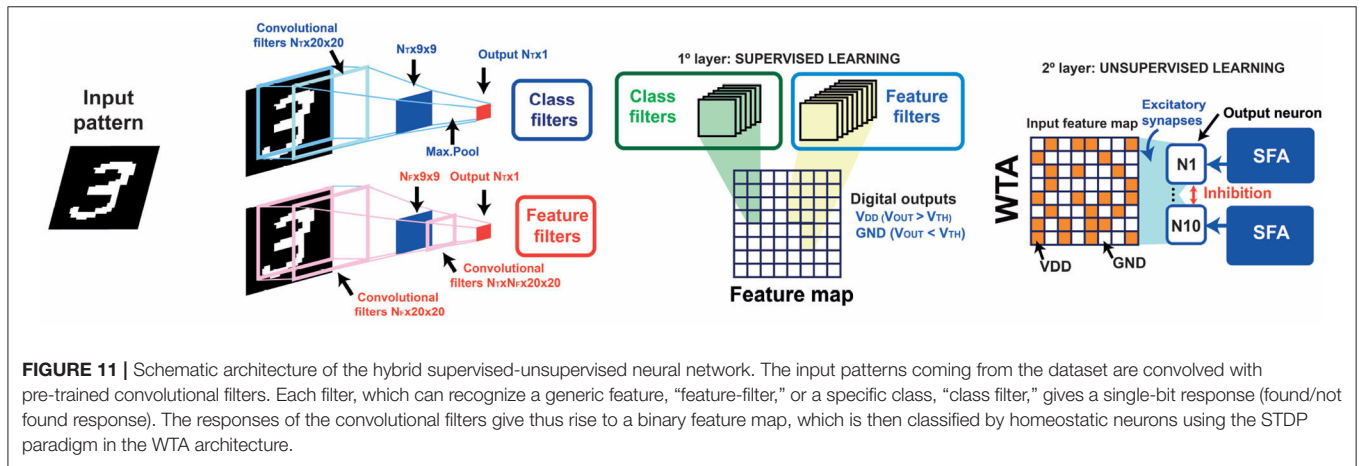 Input
pattern
Convolutional
filters NTx20x20
NTx9x9
Output NTx1
Class
filters
Max.Pool
NFx9x9
Output NTx1
Feature
filters
Convolutional
filters NTxNFx20x20
Convolutional
filters NFx20x20
1º layer: SUPERVISED LEARNING
Class
filters
Feature
filters
Digital outputs
VDD (VOUT > VTH)
GND (VOUT < VTH)
Feature map
2º layer: UNSUPERVISED LEARNING
Excitatory
synapses
Output neuron
Input feature map
WTA
N1
SFA
Inhibition
N10
SFA
VDD
GND
FIGURE 11 | Schematic architecture of the hybrid supervised-unsupervised neural network. The input patterns coming from the dataset are convolved with
pre-trained convolutional filters. Each filter, which can recognize a generic feature, “feature-filter,” or a specific class, “class filter,” gives a single-bit response (found/not
found response). The responses of the convolutional filters give thus rise to a binary feature map, which is then classified by homeostatic neurons using the STDP
paradigm in the WTA architecture.